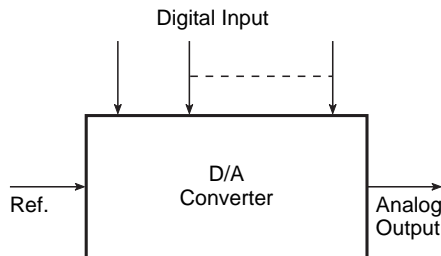 Digital Input
D/A
Converter
Ref.
Analog
Output